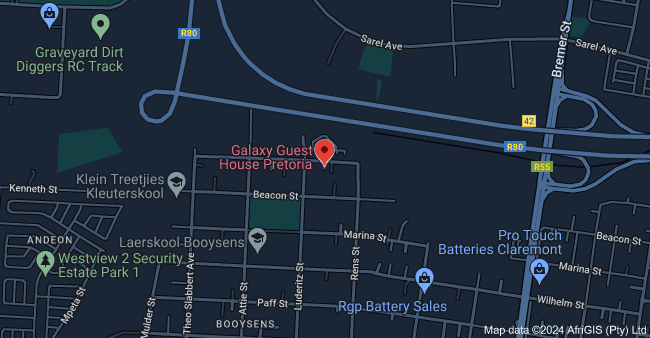 R80
Graveyard Dirt
Diggers RC Track
Sarel Ave
Sarel Ave
Bremer St
42
R80
R55
Galaxy Guest
House Pretoria
Klein Treetjies
Kleuterskool
Kenneth St
Beacon St
Laerskool Booysens
Marina St
Pro Touch
Batteries Claremont
Beacon St
Marina St
ANDEON
Westview 2 Security
Estate Park 1
Mpeta St
Mulder St
Theo Slabbert Ave
Attie St
Luderitz St
Rens St
Paff St
BOOYSENS
Rgp Battery Sales
Wilhelm St
Map data ©2024 AfriGIS (Pty) Ltd